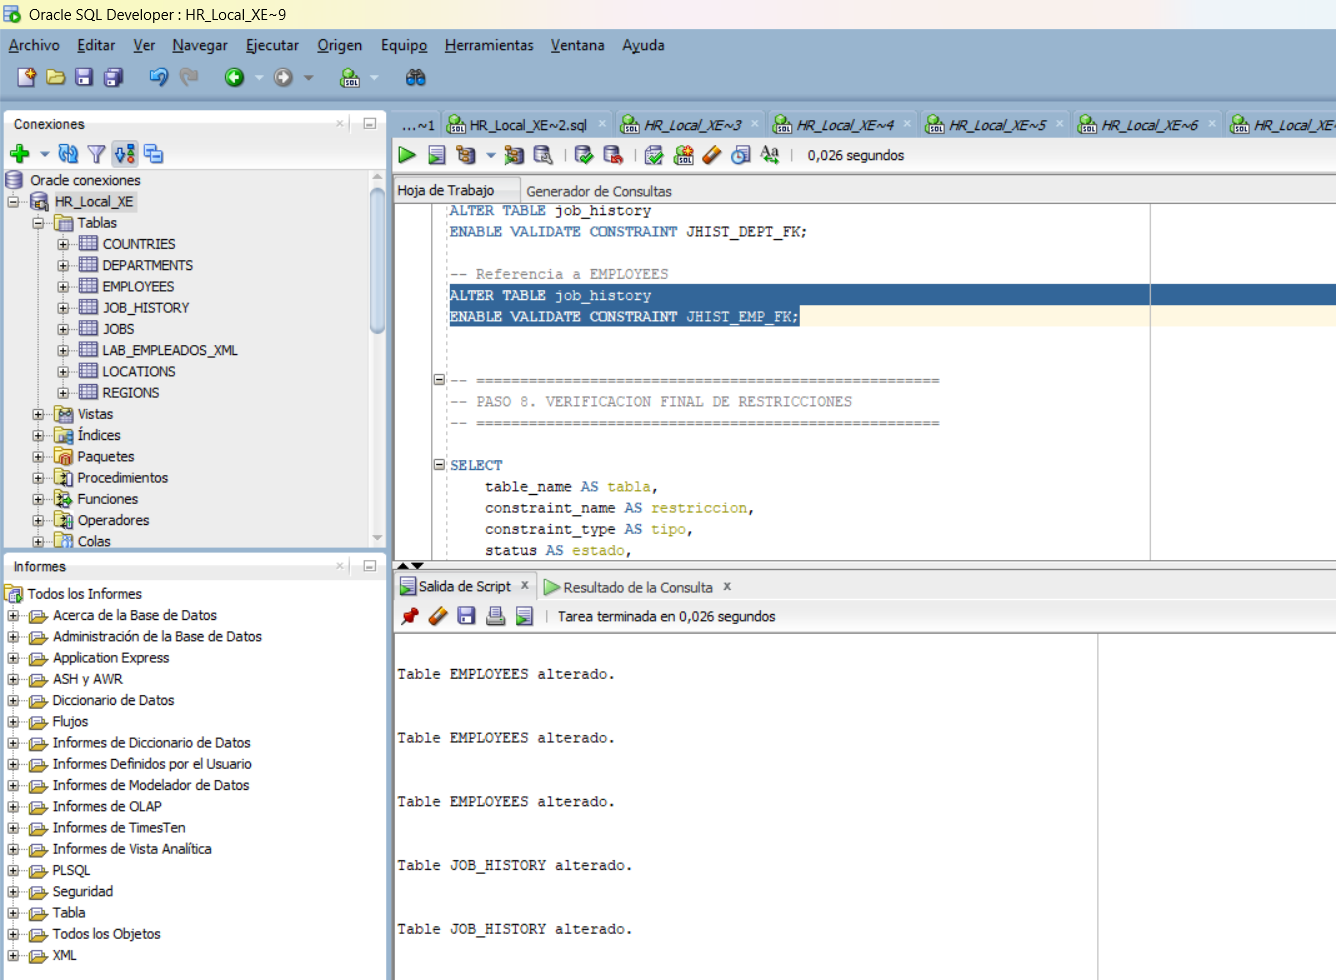 Oracle SQL Developer : HR_Local_XE~9
Archivo Editar Ver Navegar Ejecutar Origen Equipo Herramientas Ventana Ayuda
SQL
Conexiones
Oracle conexiones
HR_Local_XE
Tablas
COUNTRIES
DEPARTMENTS
EMPLOYEES
JOB_HISTORY
JOBS
LAB_EMPLEADOS_XML
LOCATIONS
REGIONS
Vistas
Índices
Paquetes
Procedimientos
Funciones
Operadores
Colas
Informes
Todos los Informes
Acerca de la Base de Datos
Administración de la Base de Datos
Application Express
ASH y AWR
Diccionario de Datos
Flujos
Informes de Diccionario de Datos
Informes Definidos por el Usuario
Informes de Modelador de Datos
Informes de OLAP
Informes de TimesTen
Informes de Vista Analítica
PLSQL
Seguridad
Tabla
Todos los Objetos
XML
...~1 HR_Local_XE~2.sql HR_Local_XE~3 HR_Local_XE~4 HR_Local_XE~5 HR_Local_XE~6 HR_Local_XE
0,026 segundos
Hoja de Trabajo Generador de Consultas
ALTER TABLE job_history
ENABLE VALIDATE CONSTRAINT JHIST_DEPT_FK;
-- Referencia a EMPLOYEES
ALTER TABLE job_history
ENABLE VALIDATE CONSTRAINT JHIST_EMP_FK;
-- =====================================================
-- PASO 8. VERIFICACION FINAL DE RESTRICCIONES
-- =====================================================
SELECT
table_name AS tabla,
constraint_name AS restriccion,
constraint_type AS tipo,
status AS estado,
Salida de Script x Resultado de la Consulta x
Tarea terminada en 0,026 segundos
Table EMPLOYEES alterado.
Table EMPLOYEES alterado.
Table EMPLOYEES alterado.
Table JOB_HISTORY alterado.
Table JOB_HISTORY alterado.